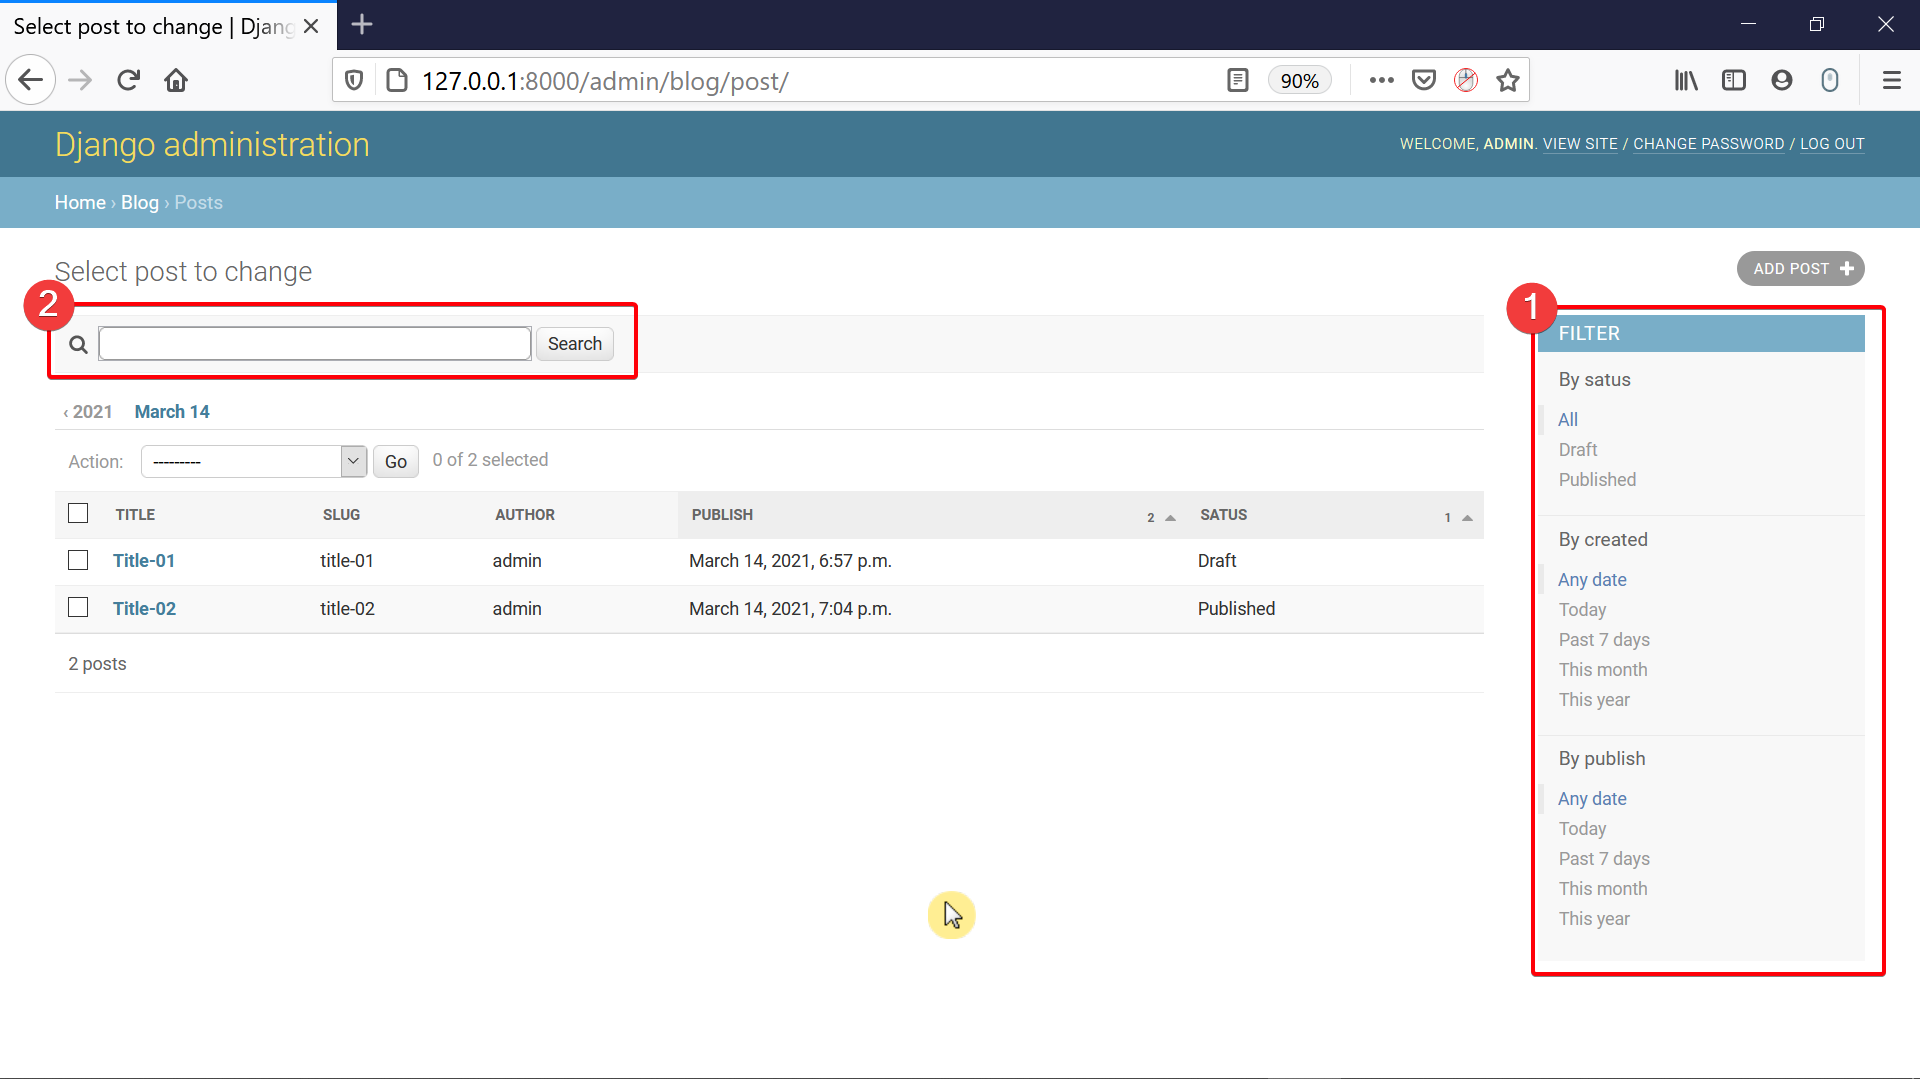 Select post to change | Djang
127.0.0.1:8000/admin/blog/post/
90%
Django administration
WELCOME, ADMIN. VIEW SITE / CHANGE PASSWORD / LOG OUT
Home › Blog › Posts
Select post to change
ADD POST +
2
Search
‹ 2021 March 14
Action: --------- Go 0 of 2 selected
TITLE SLUG AUTHOR PUBLISH 2 SATUS 1
Title-01 title-01 admin March 14, 2021, 6:57 p.m. Draft
Title-02 title-02 admin March 14, 2021, 7:04 p.m. Published
2 posts
1
FILTER
By satus
All
Draft
Published
By created
Any date
Today
Past 7 days
This month
This year
By publish
Any date
Today
Past 7 days
This month
This year